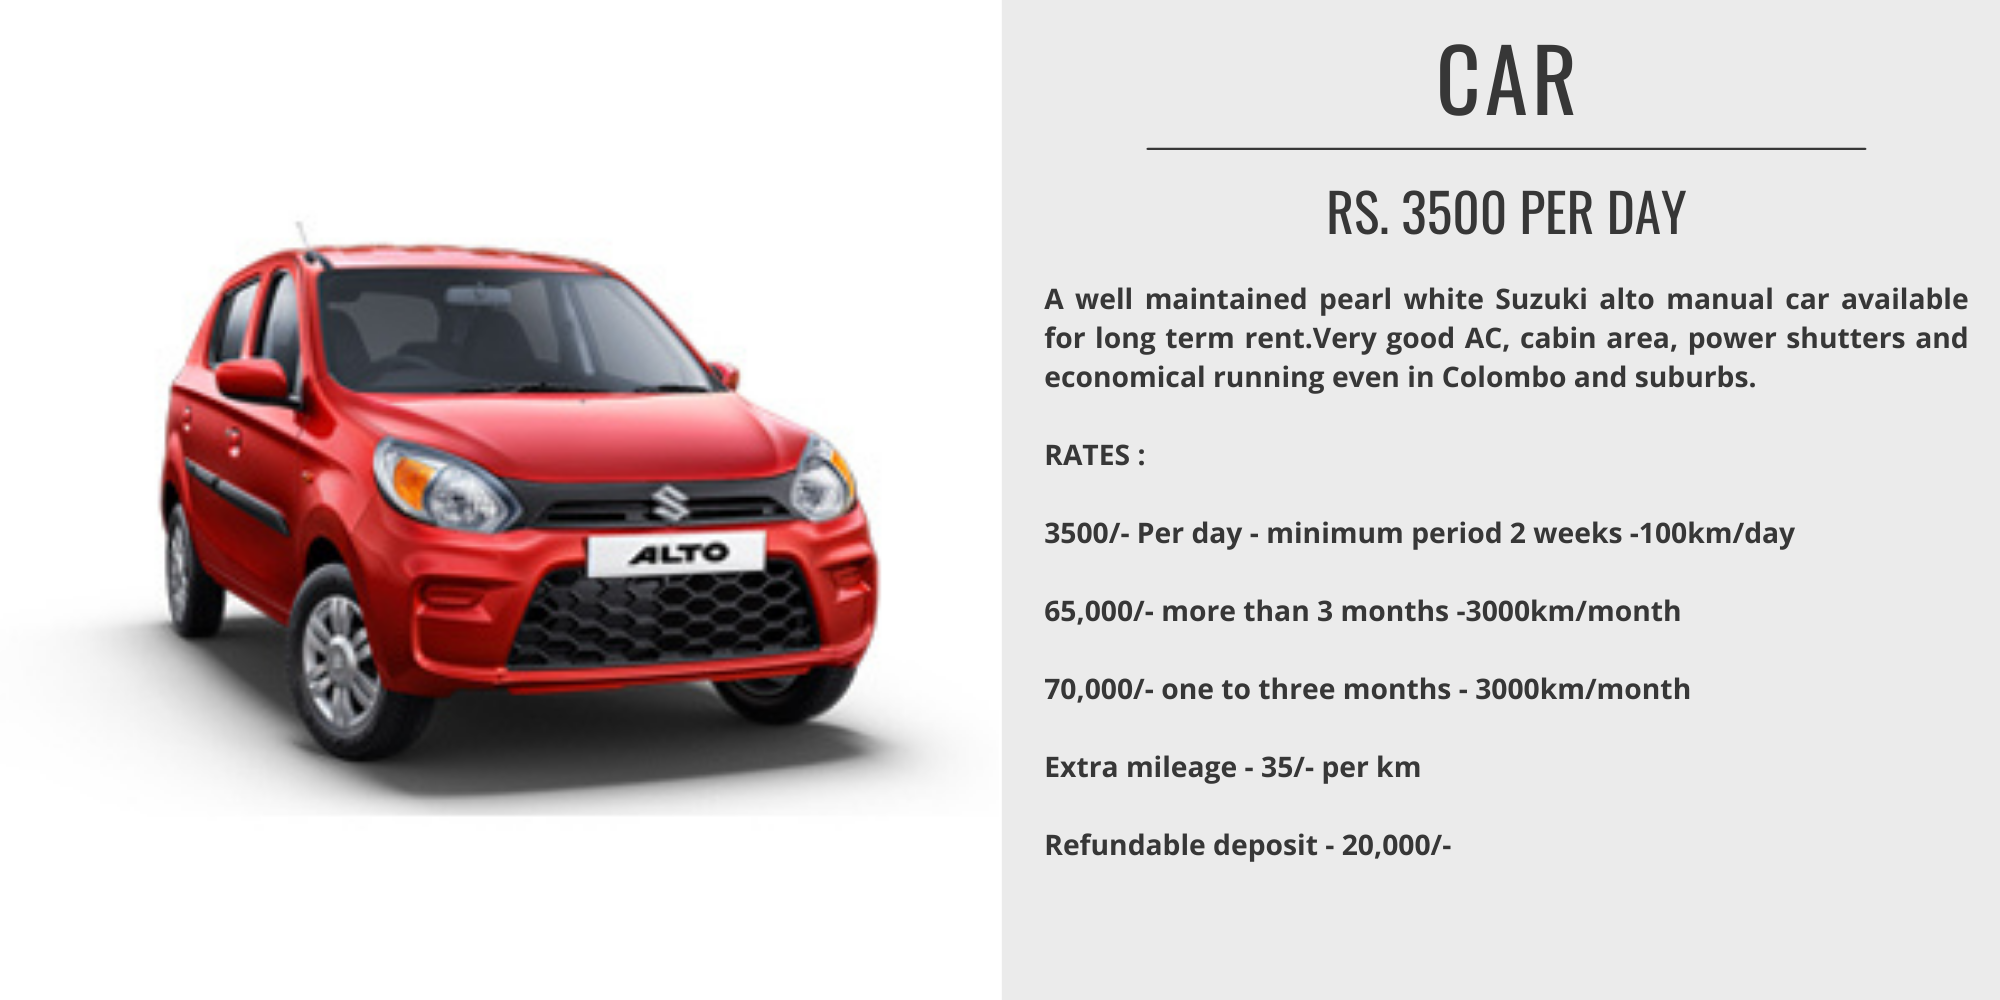 CAR
RS. 3500 PER DAY
A well maintained pearl white Suzuki alto manual car available
for long term rent.Very good AC, cabin area, power shutters and
economical running even in Colombo and suburbs.
RATES :
3500/- Per day - minimum period 2 weeks -100km/day
65,000/- more than 3 months -3000km/month
70,000/- one to three months - 3000km/month
Extra mileage - 35/- per km
Refundable deposit - 20,000/-
ALTO